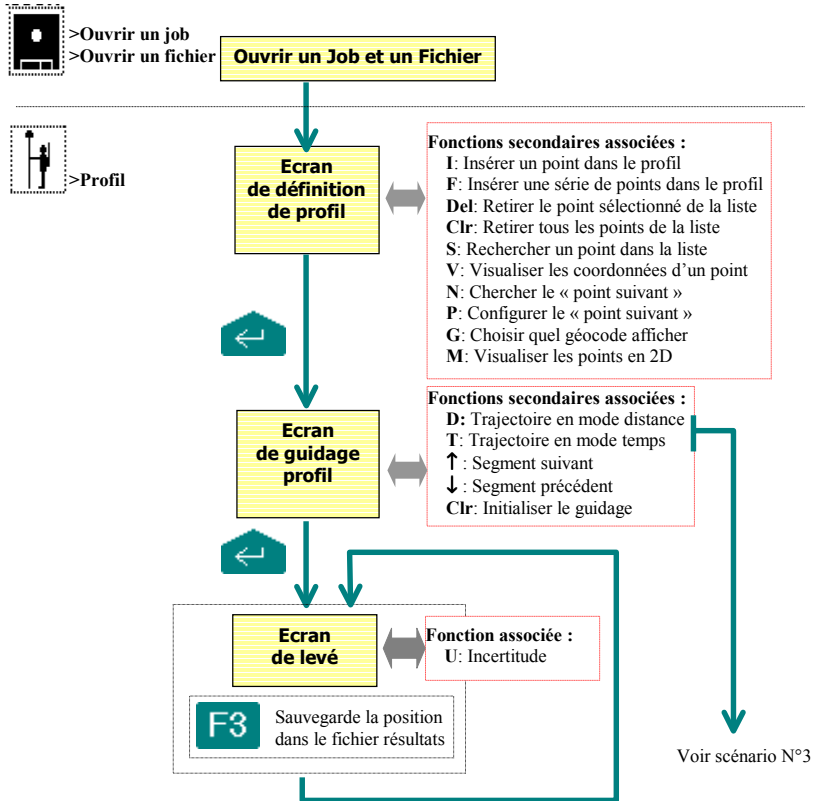 >Ouvrir un job
>Ouvrir un fichier
Ouvrir un Job et un Fichier
>Profil
Ecran
de définition
de profil
Fonctions secondaires associées :
I: Insérer un point dans le profil
F: Insérer une série de points dans le profil
Del: Retirer le point sélectionné de la liste
Clr: Retirer tous les points de la liste
S: Rechercher un point dans la liste
V: Visualiser les coordonnées d’un point
N: Chercher le « point suivant »
P: Configurer le « point suivant »
G: Choisir quel géocode afficher
M: Visualiser les points en 2D
Ecran
de guidage
profil
Fonctions secondaires associées :
D: Trajectoire en mode distance
T: Trajectoire en mode temps
↑ : Segment suivant
↓ : Segment précédent
Clr: Initialiser le guidage
Ecran
de levé
Fonction associée :
U: Incertitude
F3
Sauvegarde la position
dans le fichier résultats
Voir scénario N°3